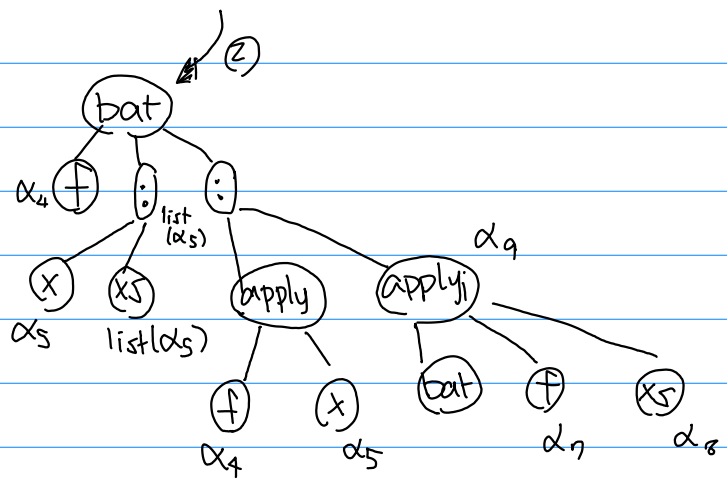 ②
bat
α₄ f : :
list
(α₅)
α₉
x xs apply applyj
α₅ list(α₅)
f x bat f xs
α₄ α₅ α₇ α₈